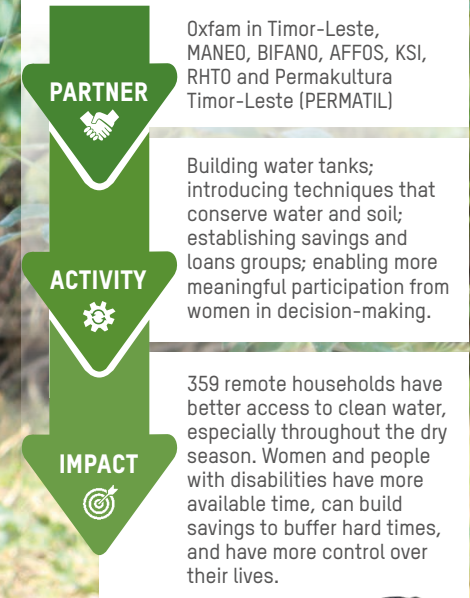 PARTNER
Oxfam in Timor-Leste,
MANEO, BIFANO, AFFOS, KSI,
RHTO and Permakultura
Timor-Leste (PERMATIL)
ACTIVITY
Building water tanks;
introducing techniques that
conserve water and soil;
establishing savings and
loans groups; enabling more
meaningful participation from
women in decision-making.
IMPACT
359 remote households have
better access to clean water,
especially throughout the dry
season. Women and people
with disabilities have more
available time, can build
savings to buffer hard times,
and have more control over
their lives.